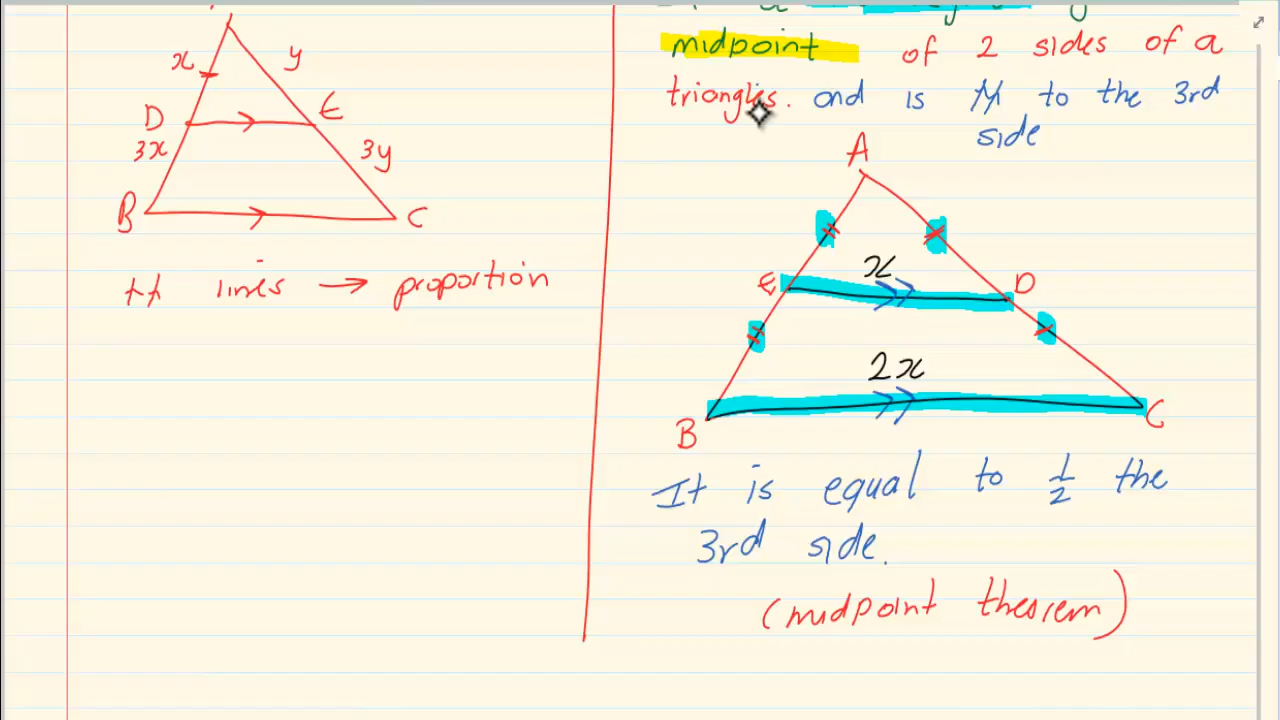 x
y
D
E
3x
3y
B
C
lines → proportion
midpoint of 2 sides of a
triangles. and is // to the 3rd
side
A
x
E
D
2x
B
C
It is equal to 1/2 the
3rd side.
(midpoint theorem)